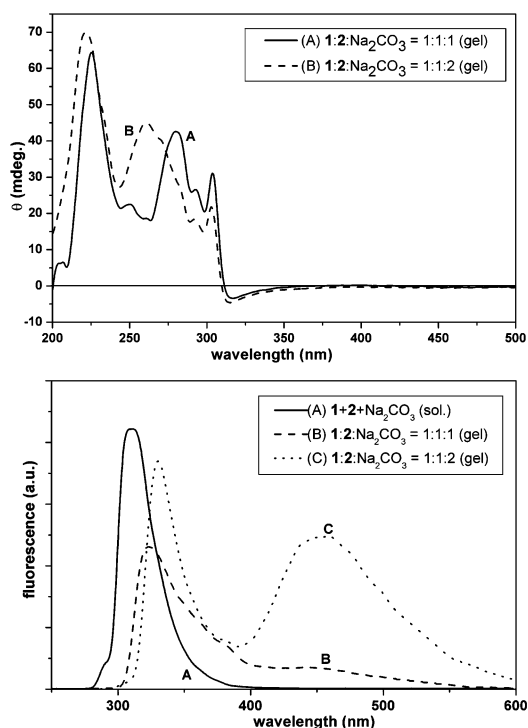 70
60
50
40
30
20
10
0
-10
θ (mdeg.)
(A) 1:2:Na2CO3 = 1:1:1 (gel)
(B) 1:2:Na2CO3 = 1:1:2 (gel)
B
A
200 250 300 350 400 450 500
wavelength (nm)
fluorescence (a.u.)
(A) 1+2+Na2CO3 (sol.)
(B) 1:2:Na2CO3 = 1:1:1 (gel)
(C) 1:2:Na2CO3 = 1:1:2 (gel)
C
B
A
300 400 500 600
wavelength (nm)